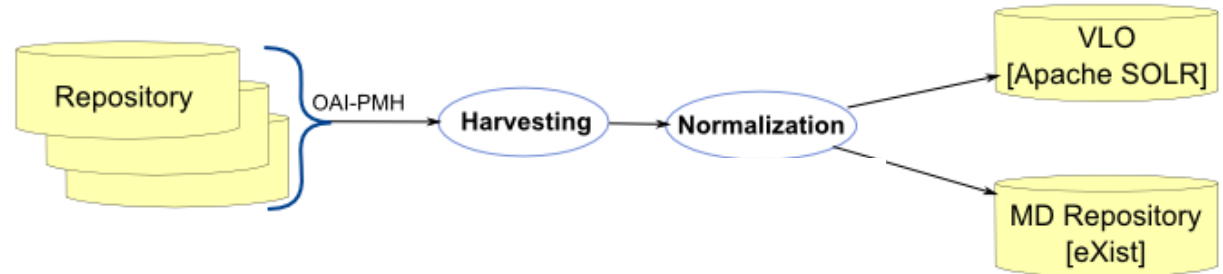 Repository
OAI-PMH
Harvesting
Normalization
VLO
[Apache SOLR]
MD Repository
[eXist]